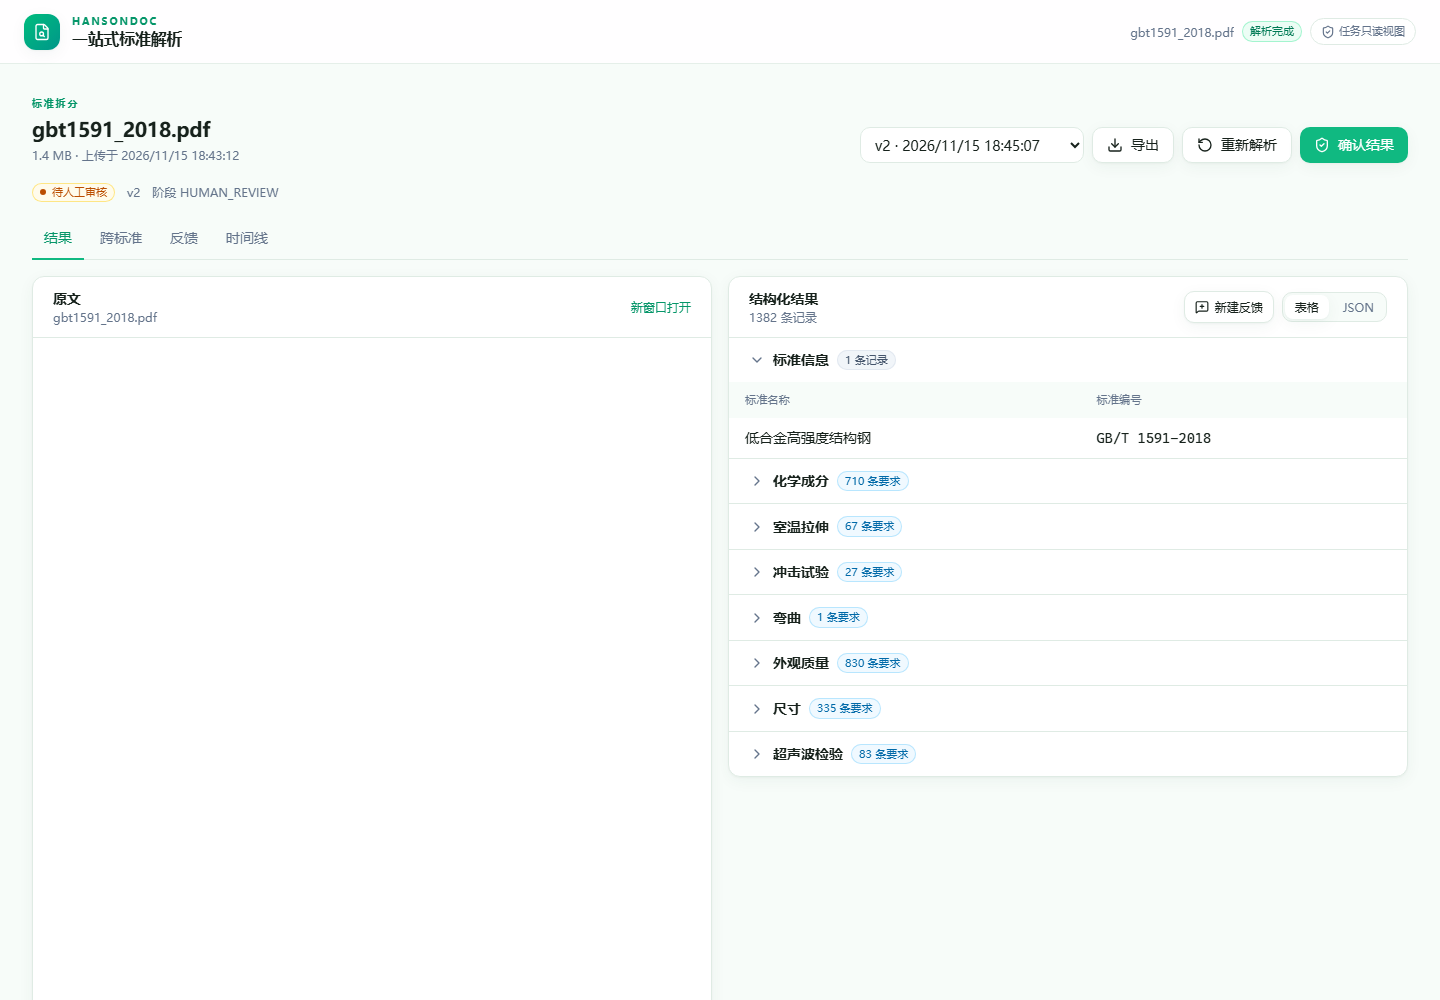 HANSONDOC
一站式标准解析
gbt1591_2018.pdf
解析完成
任务只读视图
标准拆分
gbt1591_2018.pdf
1.4 MB · 上传于 2026/11/15 18:43:12
v2 · 2026/11/15 18:45:07
导出
重新解析
确认结果
待人工审核
v2
阶段 HUMAN_REVIEW
结果
跨标准
反馈
时间线
原文
gbt1591_2018.pdf
新窗口打开
结构化结果
1382 条记录
新建反馈
表格
JSON
标准信息 1 条记录
标准名称 标准编号
低合金高强度结构钢 GB/T 1591—2018
化学成分 710 条要求
室温拉伸 67 条要求
冲击试验 27 条要求
弯曲 1 条要求
外观质量 830 条要求
尺寸 335 条要求
超声波检验 83 条要求